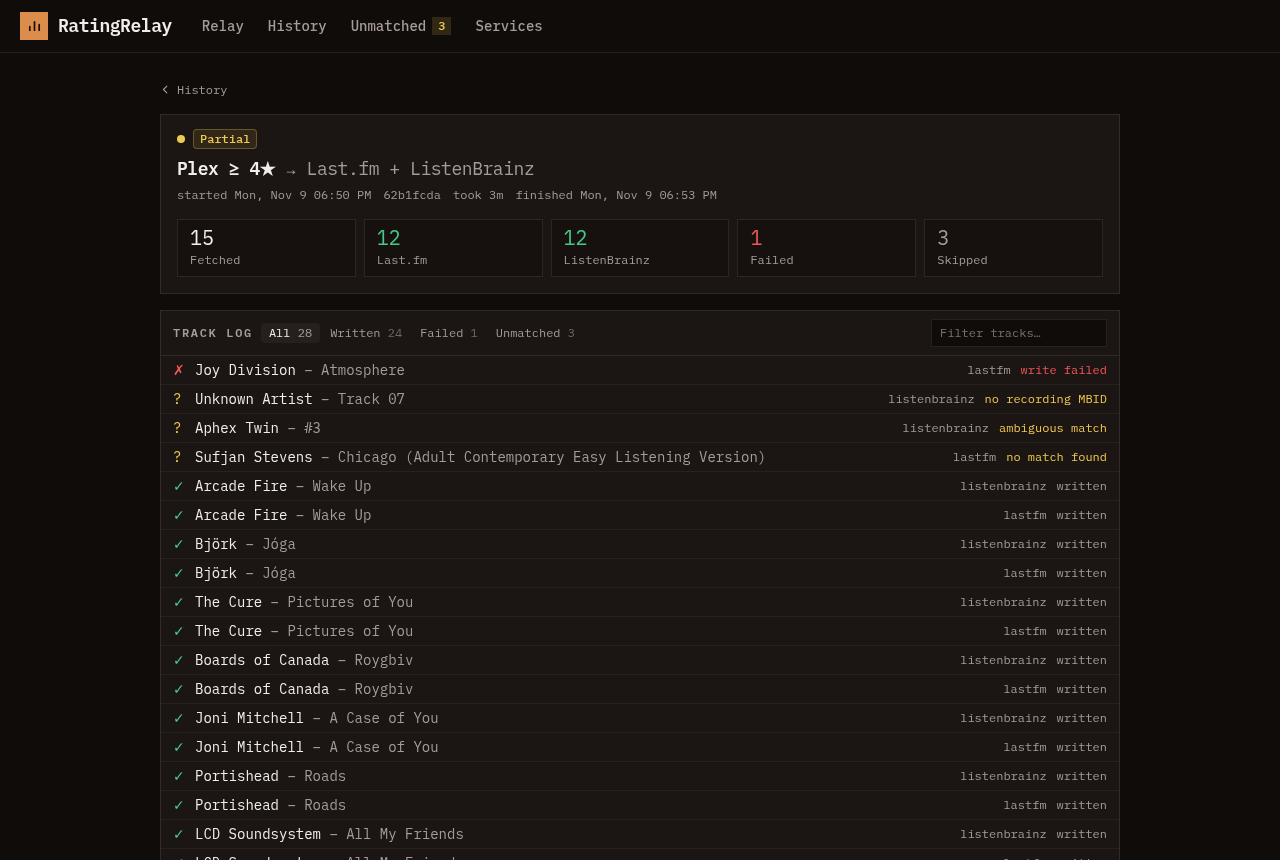 RatingRelay Relay History Unmatched 3 Services
History
Partial
Plex ≥ 4★ → Last.fm + ListenBrainz
started Mon, Nov 9 06:50 PM 62b1fcda took 3m finished Mon, Nov 9 06:53 PM
15 12 12 1 3
Fetched Last.fm ListenBrainz Failed Skipped
TRACK LOG All 28 Written 24 Failed 1 Unmatched 3 Filter tracks…
✗ Joy Division – Atmosphere lastfm write failed
? Unknown Artist – Track 07 listenbrainz no recording MBID
? Aphex Twin – #3 listenbrainz ambiguous match
? Sufjan Stevens – Chicago (Adult Contemporary Easy Listening Version) lastfm no match found
✓ Arcade Fire – Wake Up listenbrainz written
✓ Arcade Fire – Wake Up lastfm written
✓ Björk – Jóga listenbrainz written
✓ Björk – Jóga lastfm written
✓ The Cure – Pictures of You listenbrainz written
✓ The Cure – Pictures of You lastfm written
✓ Boards of Canada – Roygbiv listenbrainz written
✓ Boards of Canada – Roygbiv lastfm written
✓ Joni Mitchell – A Case of You listenbrainz written
✓ Joni Mitchell – A Case of You lastfm written
✓ Portishead – Roads listenbrainz written
✓ Portishead – Roads lastfm written
✓ LCD Soundsystem – All My Friends listenbrainz written